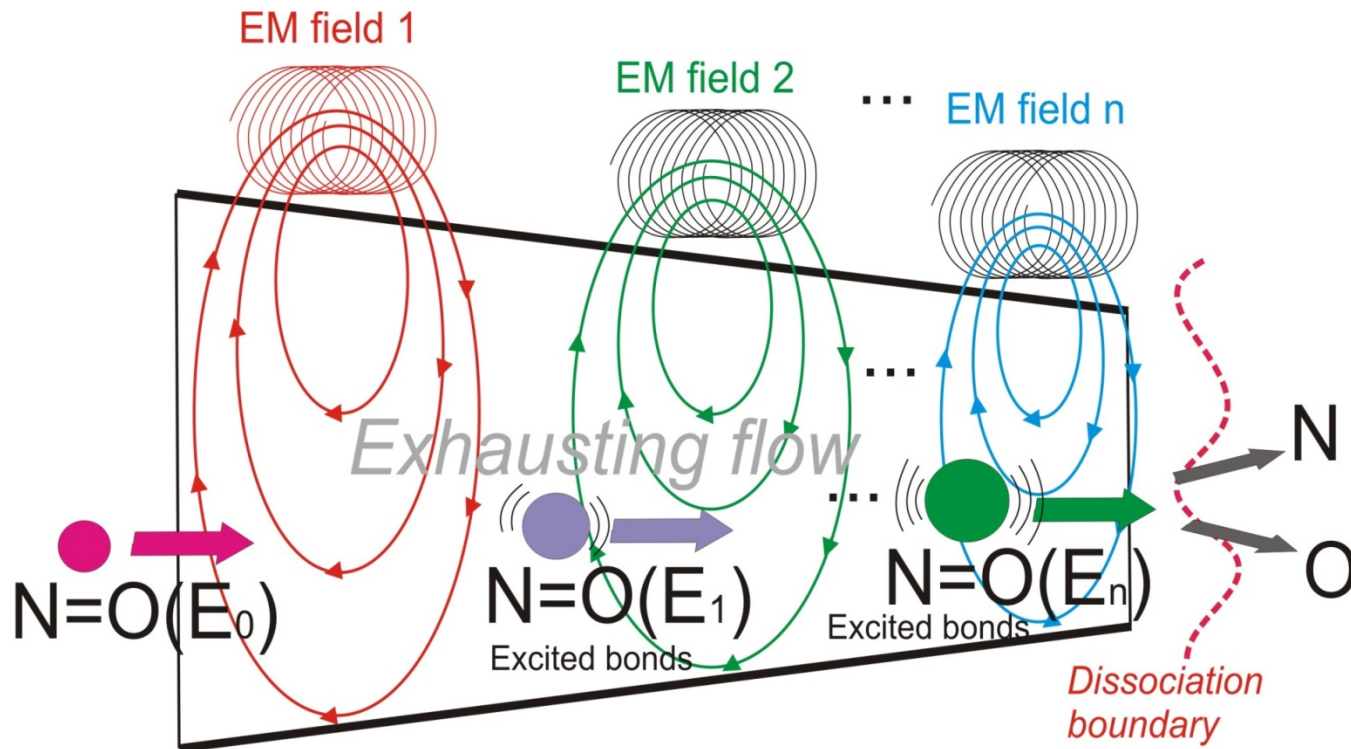 EM field 1
EM field 2
...
EM field n
...
Exhausting flow
...
N
O
N=O(E0)
N=O(E1)
Excited bonds
N=O(En)
Excited bonds
Dissociation
boundary